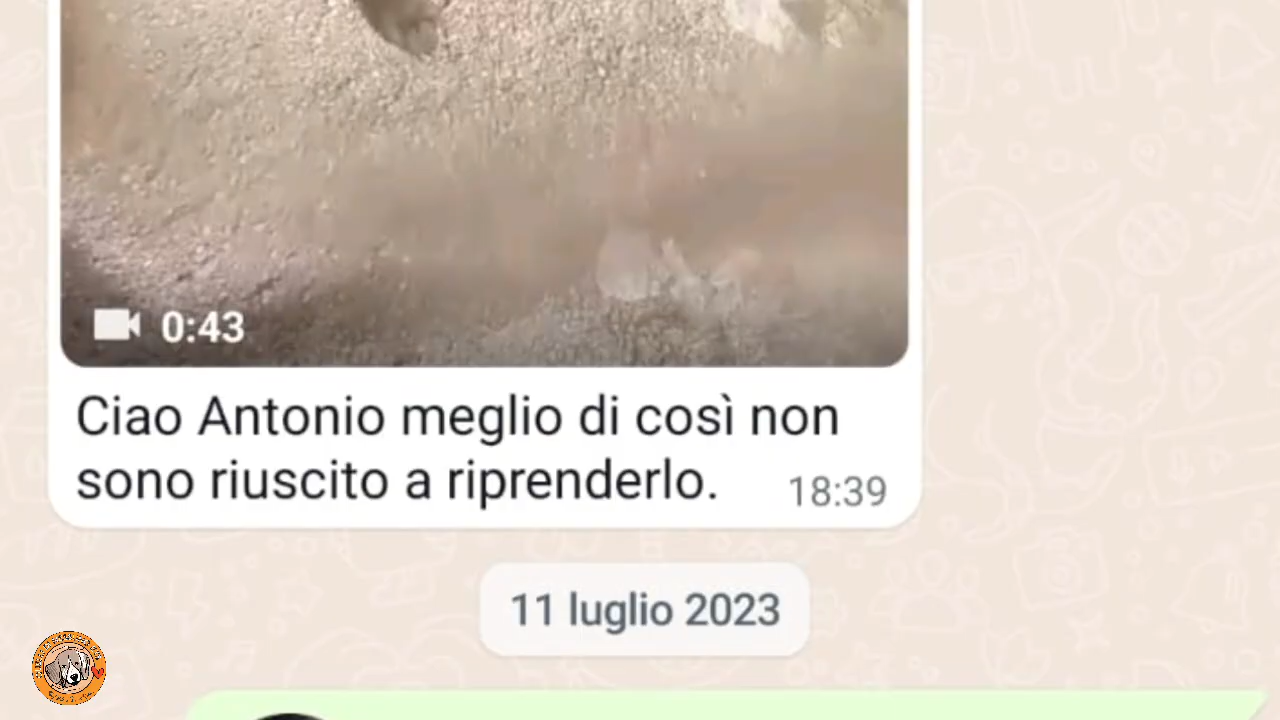 0:43
Ciao Antonio meglio di così non
sono riuscito a riprenderlo.
18:39
11 luglio 2023